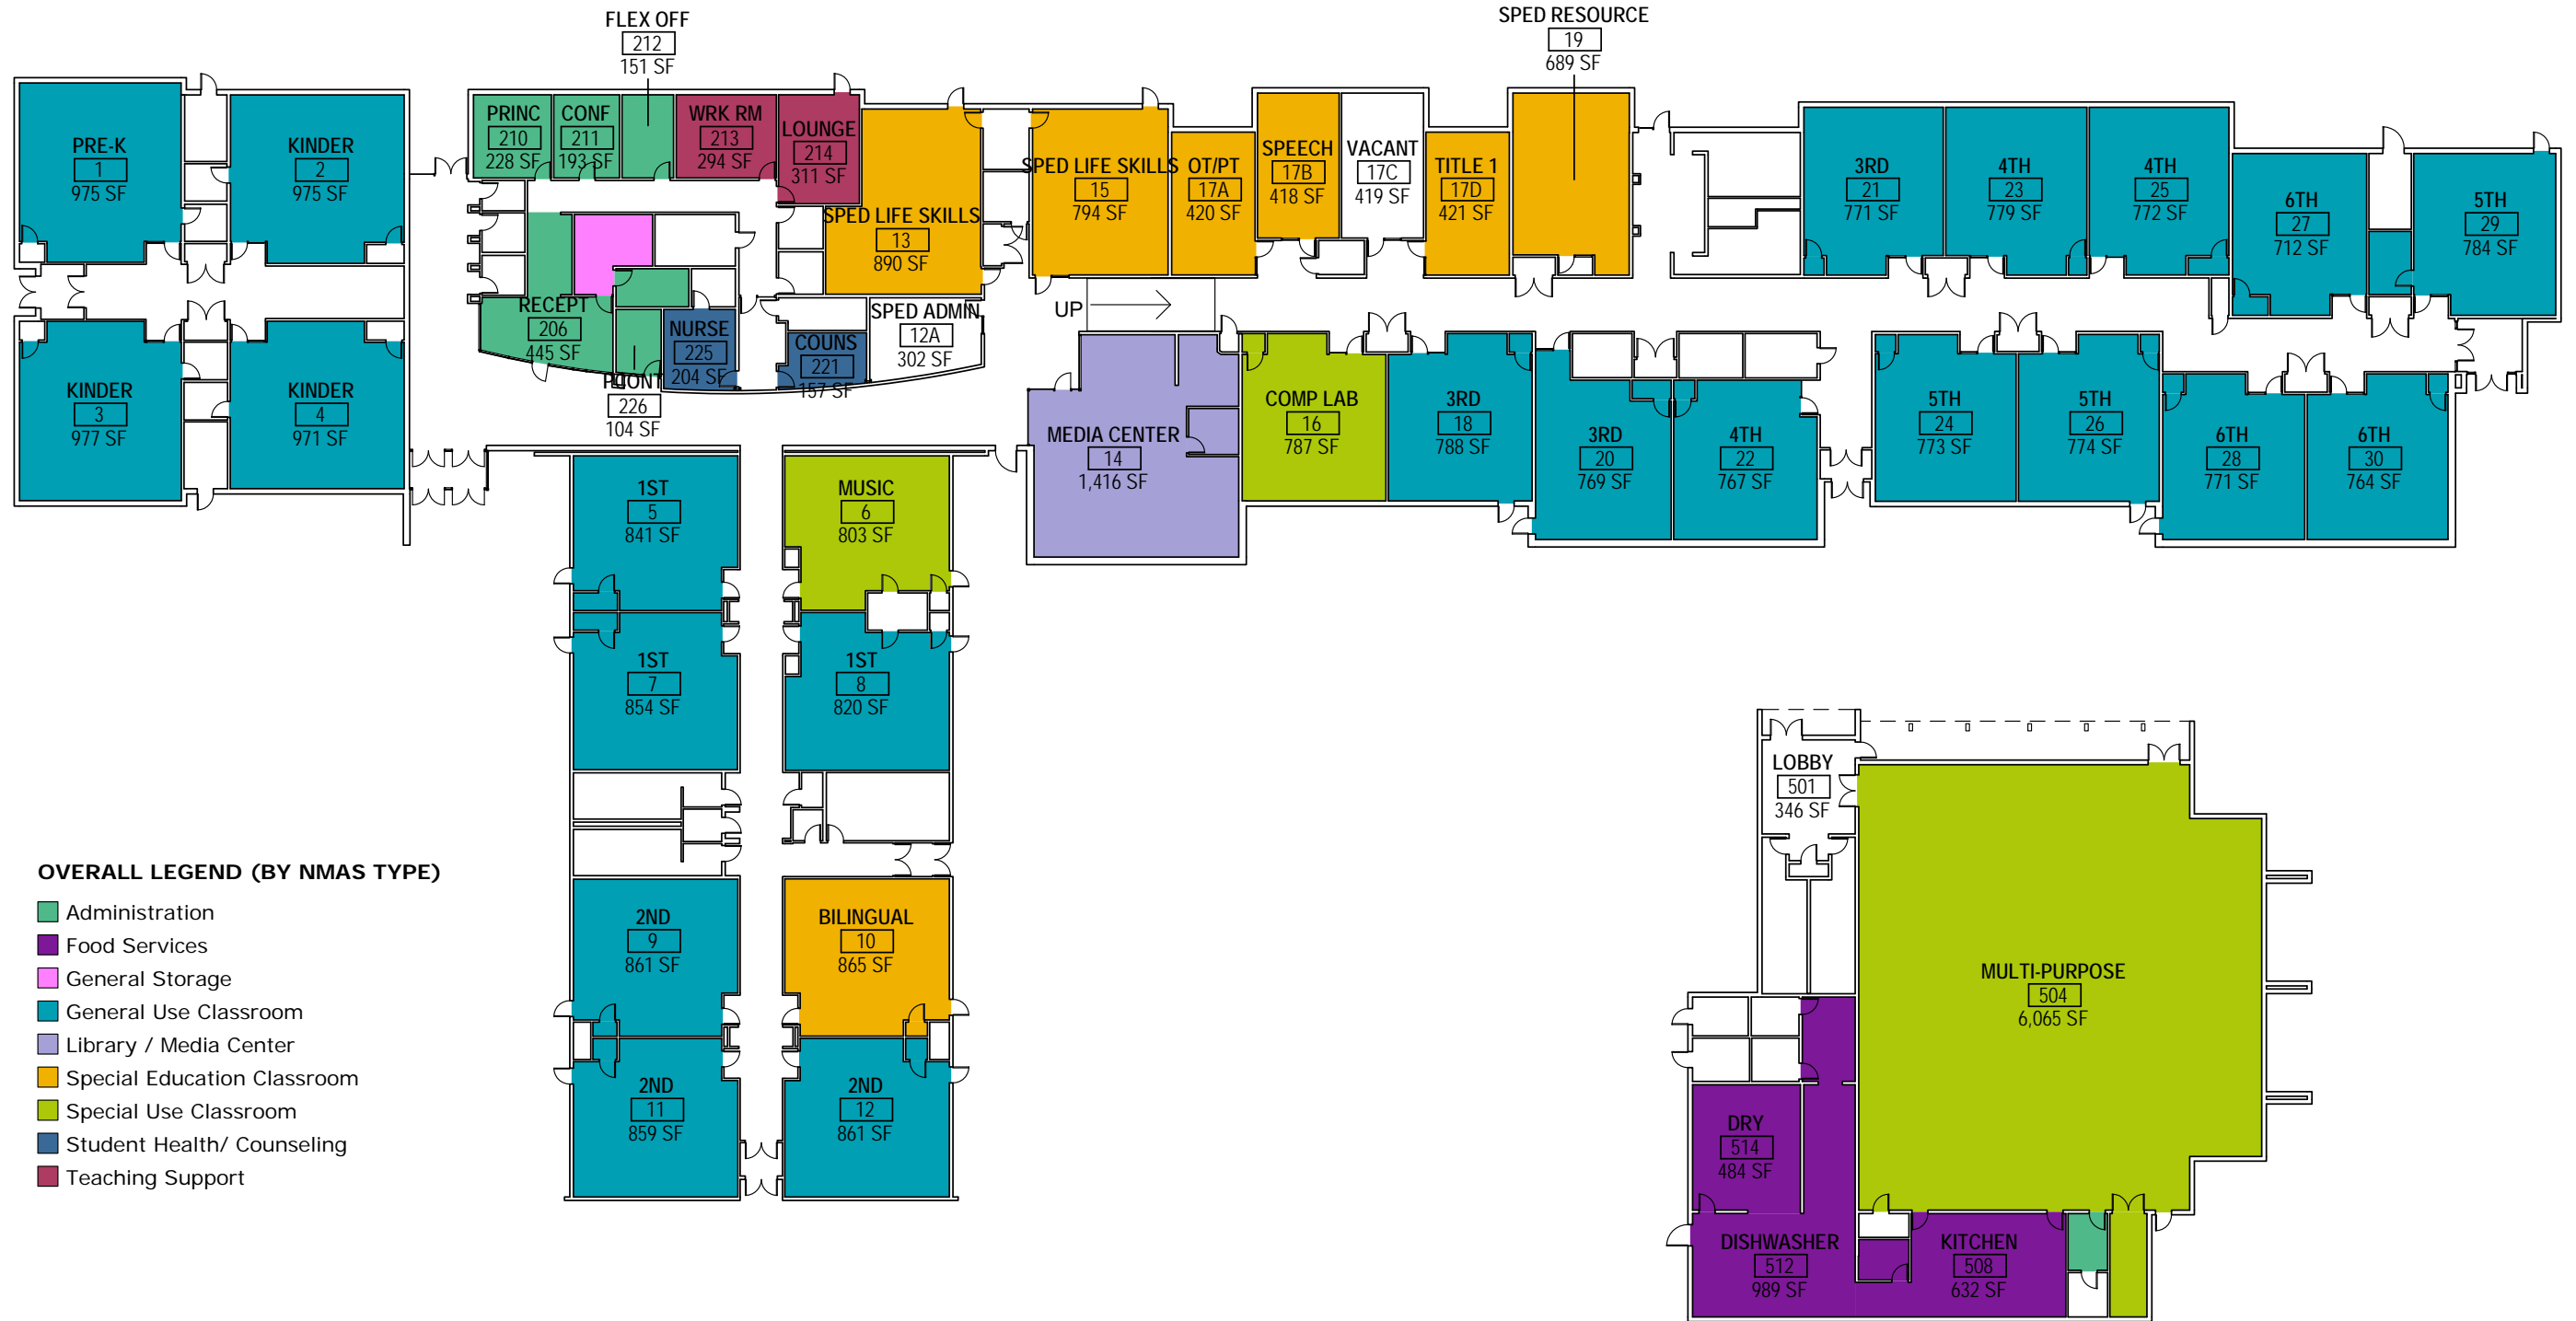 FLEX OFF
212
151 SF
SPED RESOURCE
19
689 SF
PRE-K
1
975 SF
KINDER
2
975 SF
PRINC
210
228 SF
CONF
211
193 SF
WRK RM
213
294 SF
LOUNGE
214
311 SF
SPED LIFE SKILLS
13
890 SF
SPED LIFE SKILLS
15
794 SF
OT/PT
17A
420 SF
SPEECH
17B
418 SF
VACANT
17C
419 SF
TITLE 1
17D
421 SF
3RD
21
771 SF
4TH
23
779 SF
4TH
25
772 SF
6TH
27
712 SF
5TH
29
784 SF
KINDER
3
977 SF
KINDER
4
971 SF
RECEPT
206
445 SF
PCONT
226
104 SF
NURSE
225
204 SF
COUNS
221
157 SF
SPED ADMIN
12A
302 SF
UP
MEDIA CENTER
14
1,416 SF
COMP LAB
16
787 SF
3RD
18
788 SF
3RD
20
769 SF
4TH
22
767 SF
5TH
24
773 SF
5TH
26
774 SF
6TH
28
771 SF
6TH
30
764 SF
1ST
5
841 SF
MUSIC
6
803 SF
1ST
7
854 SF
1ST
8
820 SF
2ND
9
861 SF
BILINGUAL
10
865 SF
2ND
11
859 SF
2ND
12
861 SF
LOBBY
501
346 SF
MULTI-PURPOSE
504
6,065 SF
DRY
514
484 SF
DISHWASHER
512
989 SF
KITCHEN
508
632 SF
OVERALL LEGEND (BY NMAS TYPE)
Administration
Food Services
General Storage
General Use Classroom
Library / Media Center
Special Education Classroom
Special Use Classroom
Student Health/ Counseling
Teaching Support